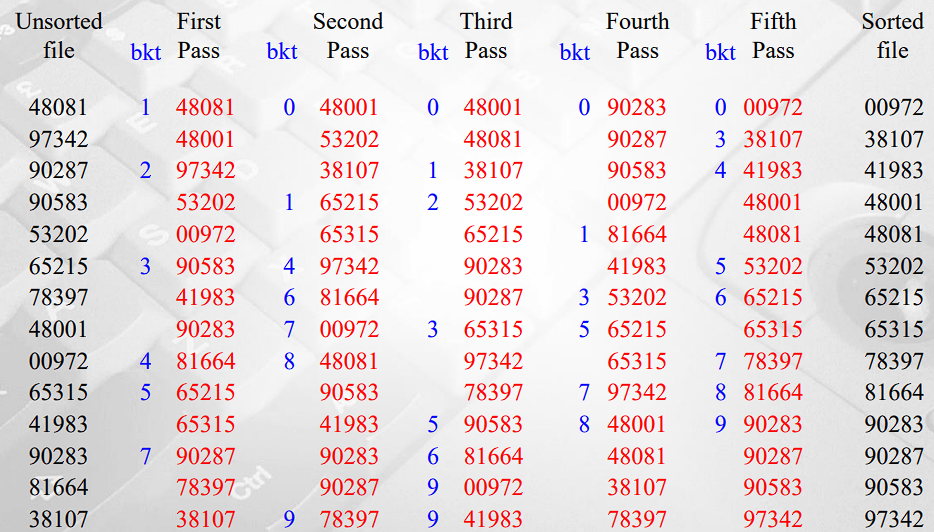 Unsorted First Second Third Fourth Fifth Sorted
file bkt Pass bkt Pass bkt Pass bkt Pass bkt Pass file
48081 1 48081 0 48001 0 48001 0 90283 0 00972 00972
97342 48001 53202 48081 90287 3 38107 38107
90287 2 97342 38107 1 38107 90583 4 41983 41983
90583 53202 1 65215 2 53202 00972 48001 48001
53202 00972 65315 65215 1 81664 48081 48081
65215 3 90583 4 97342 90283 41983 5 53202 53202
78397 41983 6 81664 90287 3 53202 6 65215 65215
48001 90283 7 00972 3 65315 5 65215 65315 65315
00972 4 81664 8 48081 97342 65315 7 78397 78397
65315 5 65215 90583 78397 7 97342 8 81664 81664
41983 65315 41983 5 90583 8 48001 9 90283 90283
90283 7 90287 90283 6 81664 48081 90287 90287
81664 78397 90287 9 00972 38107 90583 90583
38107 38107 9 78397 9 41983 78397 97342 97342
Ctrl